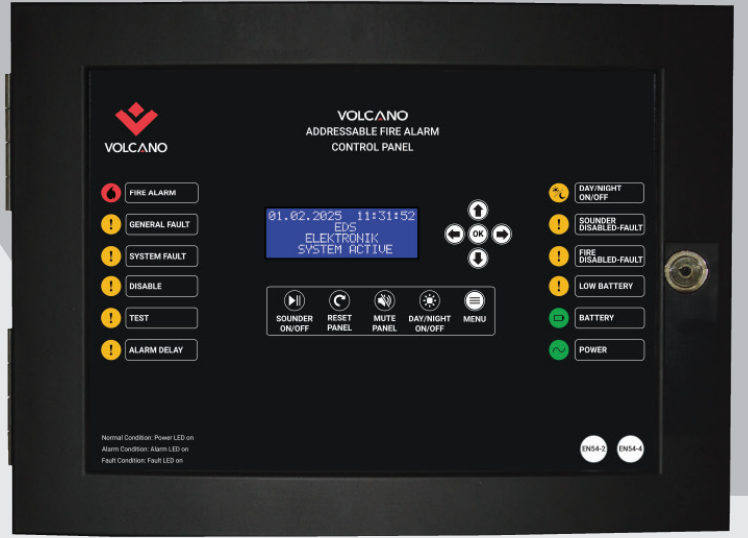 VOLCANO
VOLCANO
ADDRESSABLE FIRE ALARM
CONTROL PANEL
FIRE ALARM
GENERAL FAULT
SYSTEM FAULT
DISABLE
TEST
ALARM DELAY
01.02.2025 11:31:52
EDS
ELEKTRONIK
SYSTEM ACTIVE
OK
SOUNDER
ON/OFF
RESET
PANEL
MUTE
PANEL
DAY/NIGHT
ON/OFF
MENU
DAY/NIGHT
ON/OFF
SOUNDER
DISABLED-FAULT
FIRE
DISABLED-FAULT
LOW BATTERY
BATTERY
POWER
Normal Condition: Power LED on
Alarm Condition: Alarm LED on
Fault Condition: Fault LED on
EN54-2
EN54-4